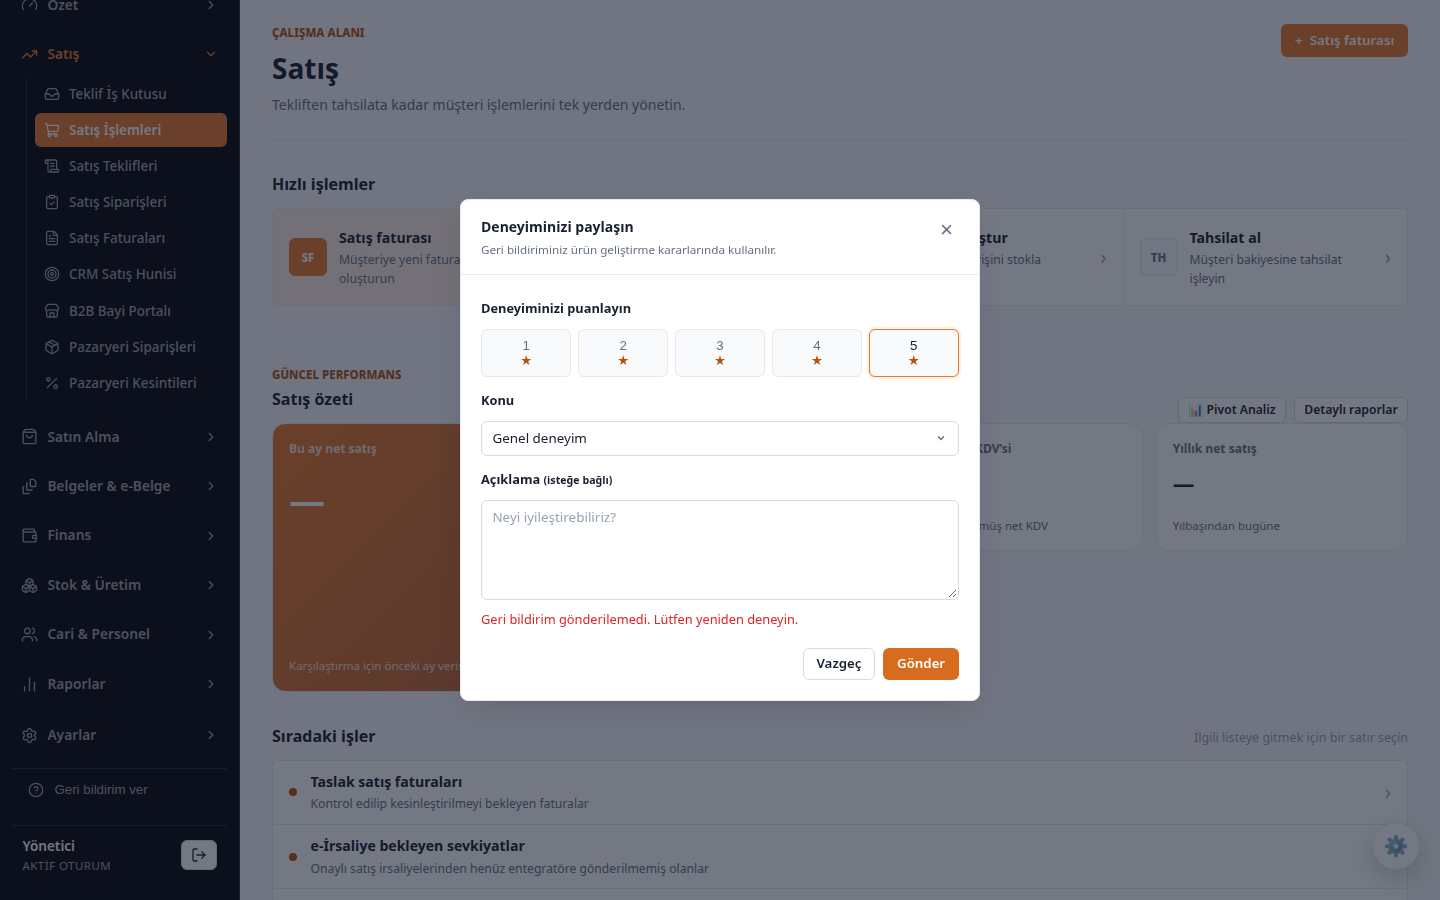 Özet
Satış
Teklif İş Kutusu
Satış İşlemleri
Satış Teklifleri
Satış Siparişleri
Satış Faturaları
CRM Satış Hunisi
B2B Bayi Portalı
Pazaryeri Siparişleri
Pazaryeri Kesintileri
Satın Alma
Belgeler & e-Belge
Finans
Stok & Üretim
Cari & Personel
Raporlar
Ayarlar
Geri bildirim ver
Yönetici
AKTİF OTURUM
ÇALIŞMA ALANI
Satış
Tekliften tahsilata kadar müşteri işlemlerini tek yerden yönetin.
+ Satış faturası
Hızlı işlemler
SF
Satış faturası
Müşteriye yeni fatura
oluşturun
TH
Tahsilat al
Müşteri bakiyesine tahsilat
işleyin
GÜNCEL PERFORMANS
Satış özeti
Pivot Analiz
Detaylı raporlar
Bu ay net satış
—
Karşılaştırma için önceki ay
KDV'si
net KDV
Yıllık net satış
—
Yılbaşından bugüne
Deneyiminizi paylaşın
Geri bildiriminiz ürün geliştirme kararlarında kullanılır.
Deneyiminizi puanlayın
1 ★
2 ★
3 ★
4 ★
5 ★
Konu
Genel deneyim
Açıklama (isteğe bağlı)
Neyi iyileştirebiliriz?
Geri bildirim gönderilemedi. Lütfen yeniden deneyin.
Vazgeç
Gönder
Sıradaki işler
İlgili listeye gitmek için bir satır seçin
Taslak satış faturaları
Kontrol edilip kesinleştirilmeyi bekleyen faturalar
e-İrsaliye bekleyen sevkiyatlar
Onaylı satış irsaliyelerinden henüz entegratöre gönderilmemiş olanlar